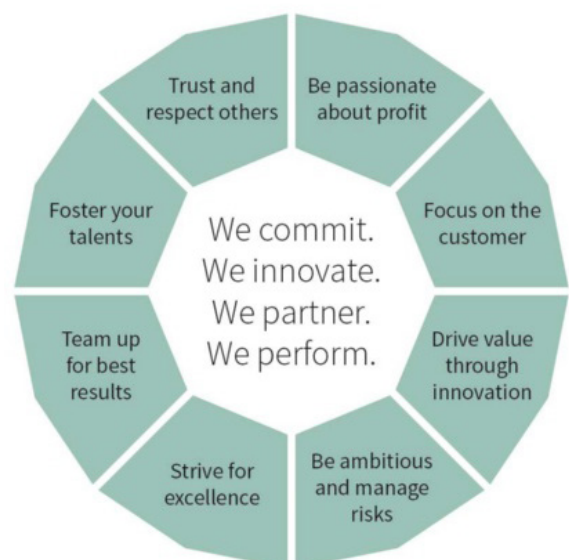 Trust and
respect others
Be passionate
about profit
Foster your
talents
Focus on the
customer
We commit.
We innovate.
We partner.
We perform.
Team up
for best
results
Drive value
through
innovation
Strive for
excellence
Be ambitious
and manage
risks